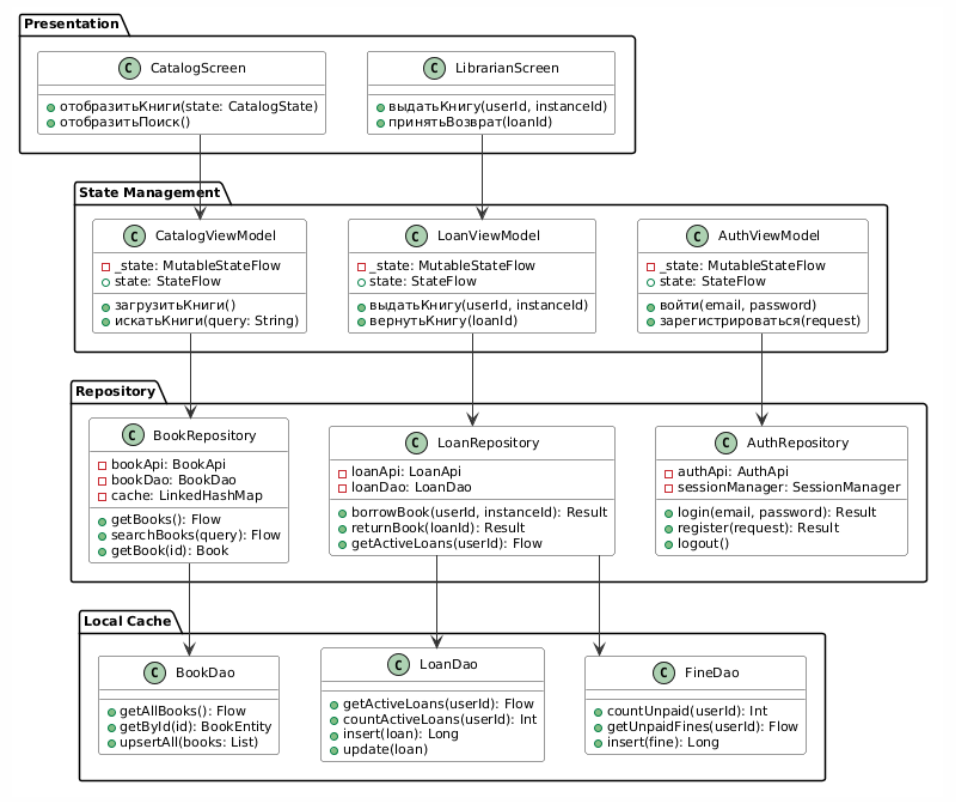 Presentation
C CatalogScreen
отобразитьКниги(state: CatalogState)
отобразитьПоиск()
C LibrarianScreen
выдатьКнигу(userId, instanceId)
принятьВозврат(loanId)
State Management
C CatalogViewModel
_state: MutableStateFlow
state: StateFlow
загрузитьКниги()
искатьКниги(query: String)
C LoanViewModel
_state: MutableStateFlow
state: StateFlow
выдатьКнигу(userId, instanceId)
вернутьКнигу(loanId)
C AuthViewModel
_state: MutableStateFlow
state: StateFlow
войти(email, password)
зарегистрироваться(request)
Repository
C BookRepository
bookApi: BookApi
bookDao: BookDao
cache: LinkedHashMap
getBooks(): Flow
searchBooks(query): Flow
getBook(id): Book
C LoanRepository
loanApi: LoanApi
loanDao: LoanDao
borrowBook(userId, instanceId): Result
returnBook(loanId): Result
getActiveLoans(userId): Flow
C AuthRepository
authApi: AuthApi
sessionManager: SessionManager
login(email, password): Result
register(request): Result
logout()
Local Cache
C BookDao
getAllBooks(): Flow
getById(id): BookEntity
upsertAll(books: List)
C LoanDao
getActiveLoans(userId): Flow
countActiveLoans(userId): Int
insert(loan): Long
update(loan)
C FineDao
countUnpaid(userId): Int
getUnpaidFines(userId): Flow
insert(fine): Long